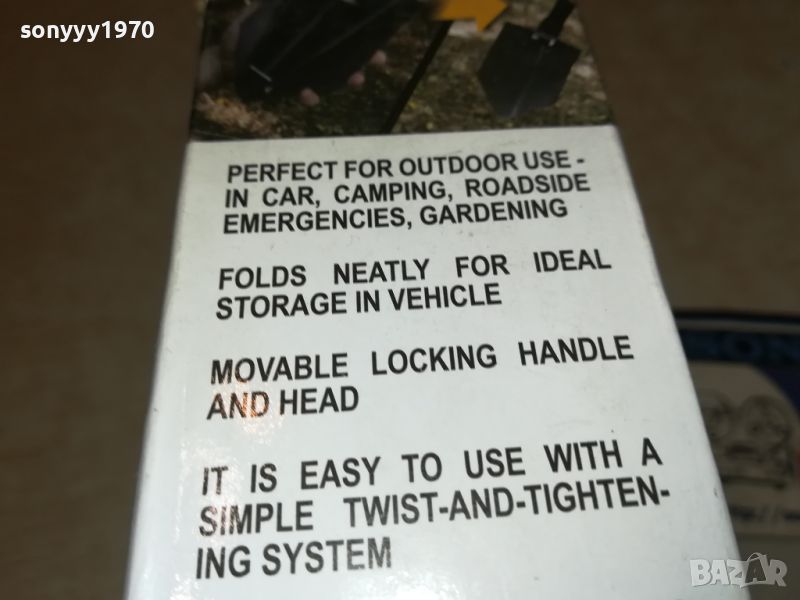 sonyyy1970
PERFECT FOR OUTDOOR USE -
IN CAR, CAMPING, ROADSIDE
EMERGENCIES, GARDENING
FOLDS NEATLY FOR IDEAL
STORAGE IN VEHICLE
MOVABLE LOCKING HANDLE
AND HEAD
IT IS EASY TO USE WITH A
SIMPLE TWIST-AND-TIGHTEN-
ING SYSTEM
BAZAR